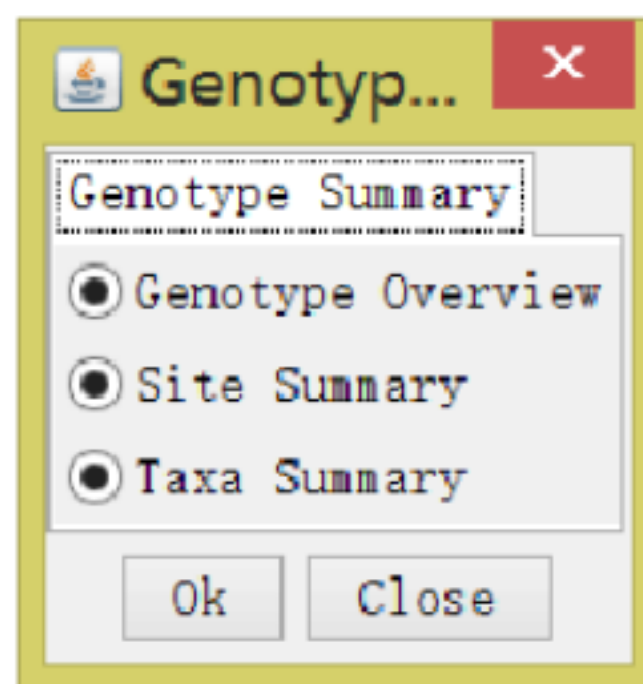 Genotyp...
Genotype Summary
Genotype Overview
Site Summary
Taxa Summary
Ok Close